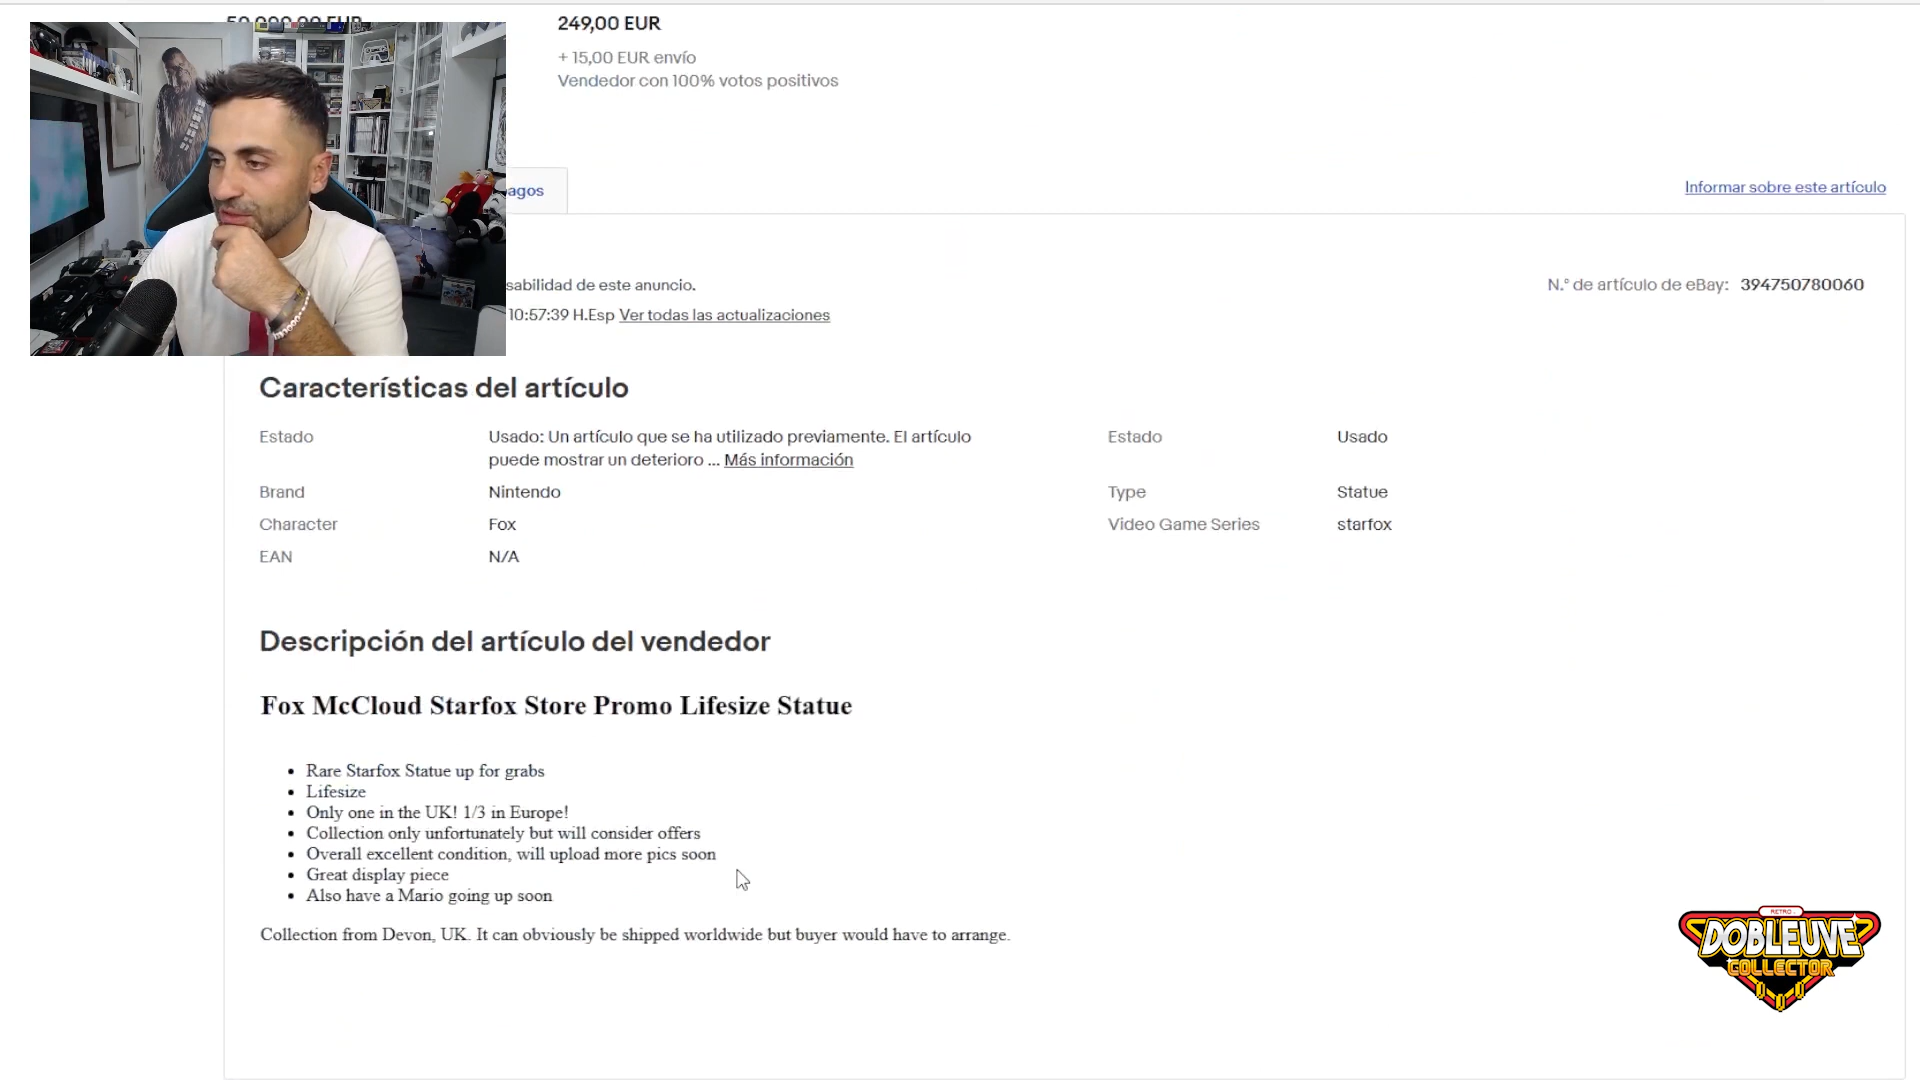 50.000,00 EUR
249,00 EUR
+ 15,00 EUR envío
Vendedor con 100% votos positivos
agos
Informar sobre este artículo
sabilidad de este anuncio.
N.° de artículo de eBay: 394750780060
10:57:39 H.Esp Ver todas las actualizaciones
Características del artículo
Estado
Usado: Un artículo que se ha utilizado previamente. El artículo
puede mostrar un deterioro ... Más información
Estado
Usado
Brand
Nintendo
Type
Statue
Character
Fox
Video Game Series
starfox
EAN
N/A
Descripción del artículo del vendedor
Fox McCloud Starfox Store Promo Lifesize Statue
• Rare Starfox Statue up for grabs
• Lifesize
• Only one in the UK! 1/3 in Europe!
• Collection only unfortunately but will consider offers
• Overall excellent condition, will upload more pics soon
• Great display piece
• Also have a Mario going up soon
Collection from Devon, UK. It can obviously be shipped worldwide but buyer would have to arrange.
RETRO
DOBLEUVE
COLLECTOR